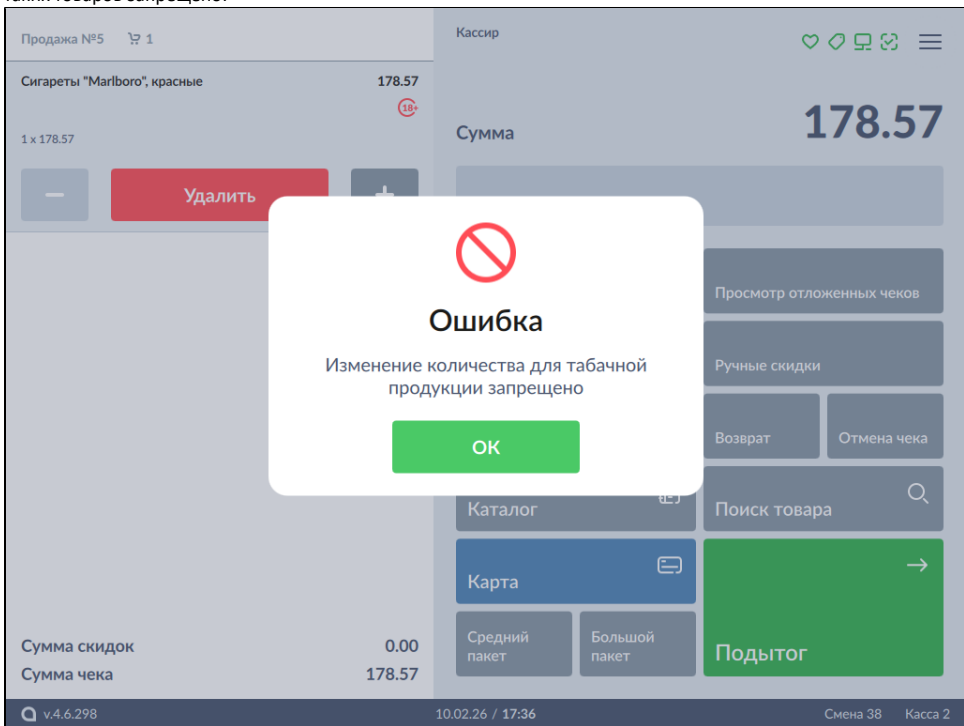 таких товаров запрещено.
Продажа №5 1
Кассир
Сигареты "Marlboro", красные 178.57
18+
1 x 178.57
Сумма 178.57
Удалить
Просмотр отложенных чеков
Ошибка
Изменение количества для табачной
продукции запрещено
Ручные скидки
ОК
Возврат
Отмена чека
Каталог
Поиск товара
Карта
Средний
пакет
Большой
пакет
Подытог
Сумма скидок 0.00
Сумма чека 178.57
v.4.6.298
10.02.26 / 17:36
Смена 38
Касса 2